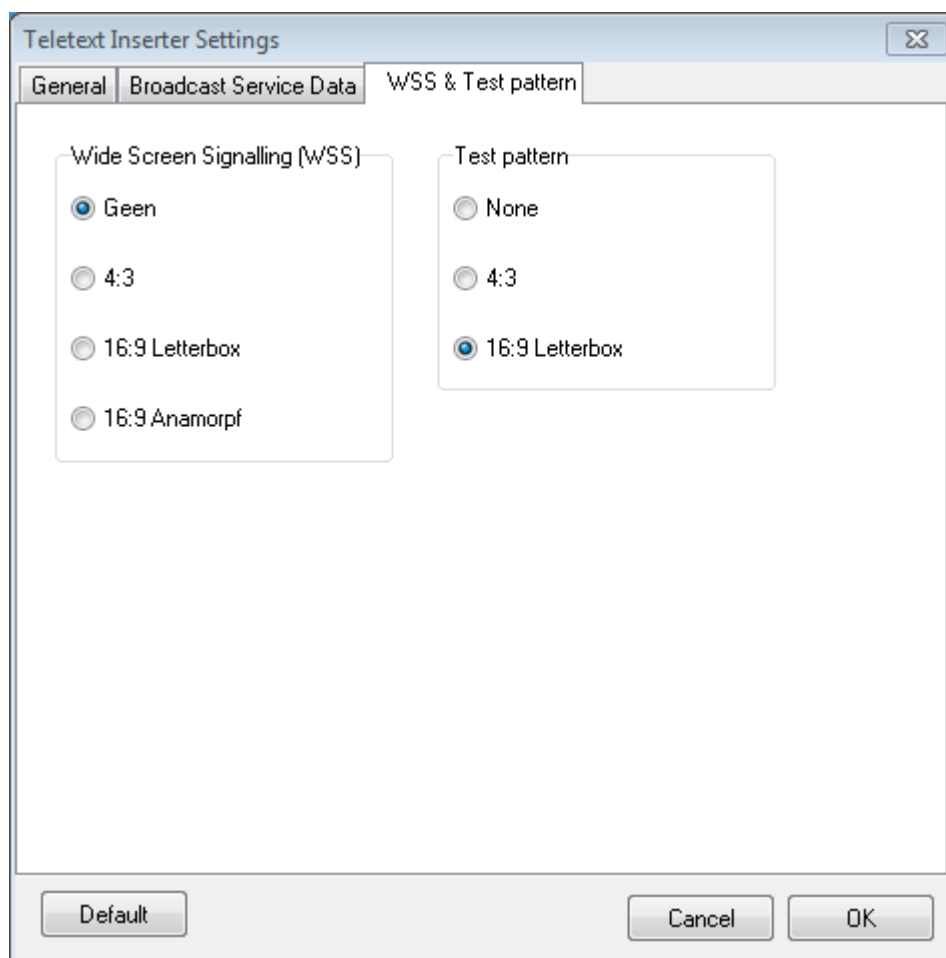 Teletext Inserter Settings
General Broadcast Service Data WSS & Test pattern
Wide Screen Signalling (WSS)
Geen
4:3
16:9 Letterbox
16:9 Anamorpf
Test pattern
None
4:3
16:9 Letterbox
Default Cancel OK